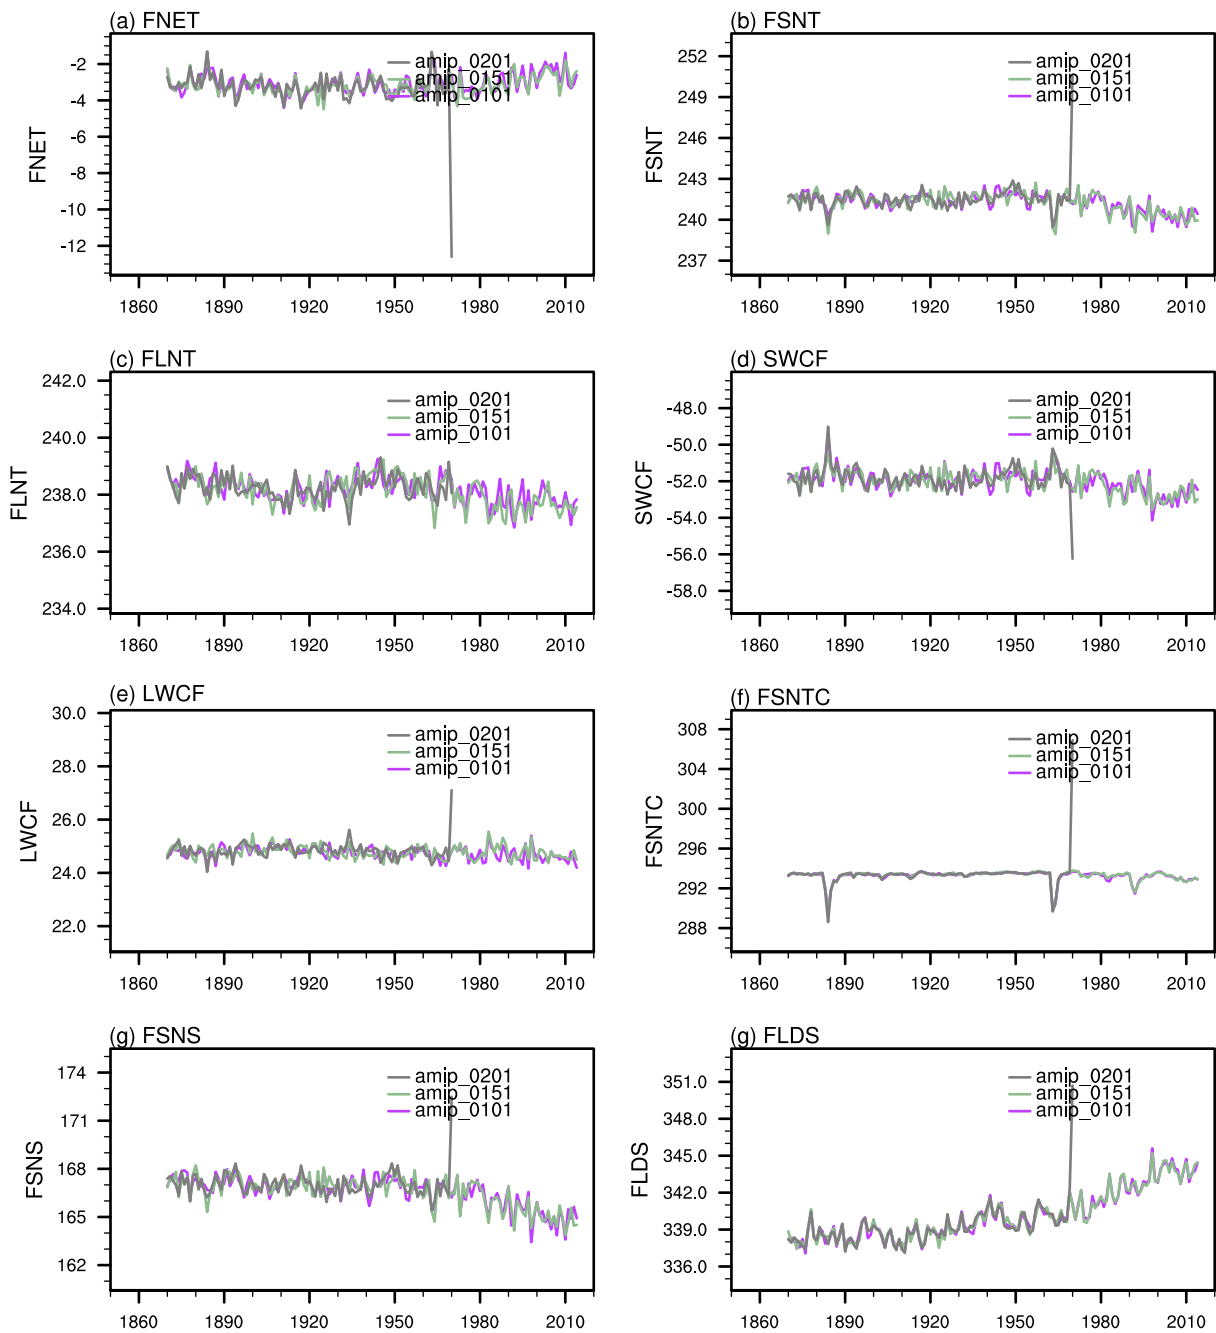 (a) FNET
-2
-4
-6
-8
-10
-12
FNET
amip_0201
amip_0151
amip_0101
1860 1890 1920 1950 1980 2010
(b) FSNT
252
249
246
243
240
237
FSNT
amip_0201
amip_0151
amip_0101
1860 1890 1920 1950 1980 2010
(c) FLNT
242.0
240.0
238.0
236.0
234.0
FLNT
amip_0201
amip_0151
amip_0101
1860 1890 1920 1950 1980 2010
(d) SWCF
-48.0
-50.0
-52.0
-54.0
-56.0
-58.0
SWCF
amip_0201
amip_0151
amip_0101
1860 1890 1920 1950 1980 2010
(e) LWCF
30.0
28.0
26.0
24.0
22.0
LWCF
amip_0201
amip_0151
amip_0101
1860 1890 1920 1950 1980 2010
(f) FSNTC
308
304
300
296
292
288
FSNTC
amip_0201
amip_0151
amip_0101
1860 1890 1920 1950 1980 2010
(g) FSNS
174
171
168
165
162
FSNS
amip_0201
amip_0151
amip_0101
1860 1890 1920 1950 1980 2010
(g) FLDS
351.0
348.0
345.0
342.0
339.0
336.0
FLDS
amip_0201
amip_0151
amip_0101
1860 1890 1920 1950 1980 2010